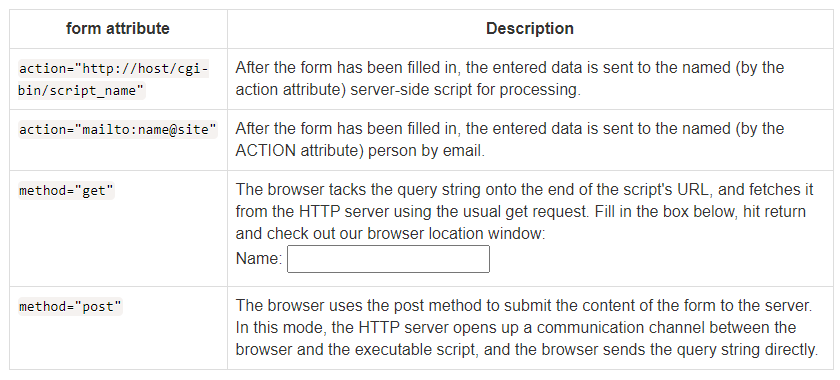 form attribute
Description
action="http://host/cgi-
bin/script_name"
After the form has been filled in, the entered data is sent to the named (by the
action attribute) server-side script for processing.
action="mailto:name@site"
After the form has been filled in, the entered data is sent to the named (by the
ACTION attribute) person by email.
method="get"
The browser tacks the query string onto the end of the script's URL, and fetches it
from the HTTP server using the usual get request. Fill in the box below, hit return
and check out our browser location window:
Name:
method="post"
The browser uses the post method to submit the content of the form to the server.
In this mode, the HTTP server opens up a communication channel between the
browser and the executable script, and the browser sends the query string directly.